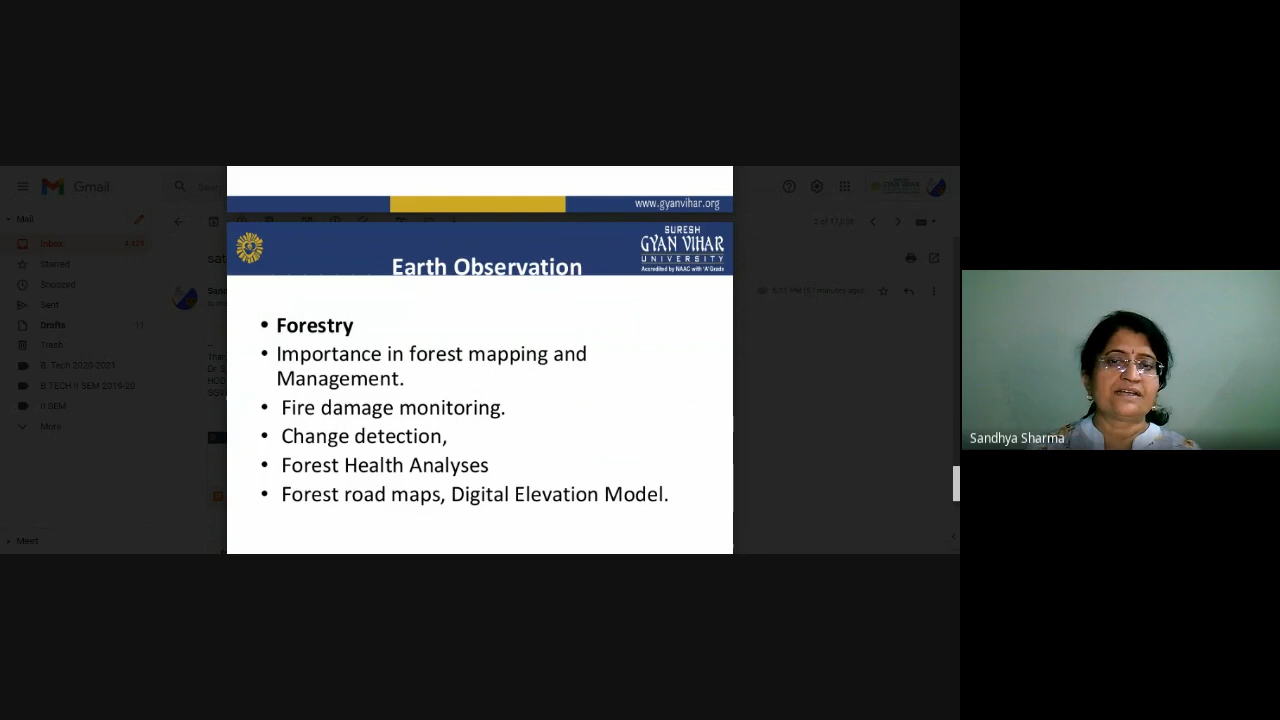 Gmail
Mail
Inbox 4,429
Starred
Snoozed
Sent
Drafts 11
Trash
B. Tech 2020-2021
B.TECH II SEM 2019-20
II SEM
More
Meet
www.gyanvihar.org
SURESH
GYAN VIHAR
UNIVERSITY
Accredited by NAAC with 'A' Grade
Earth Observation
• Forestry
• Importance in forest mapping and
Management.
• Fire damage monitoring.
• Change detection,
• Forest Health Analyses
• Forest road maps, Digital Elevation Model.
Sandhya Sharma